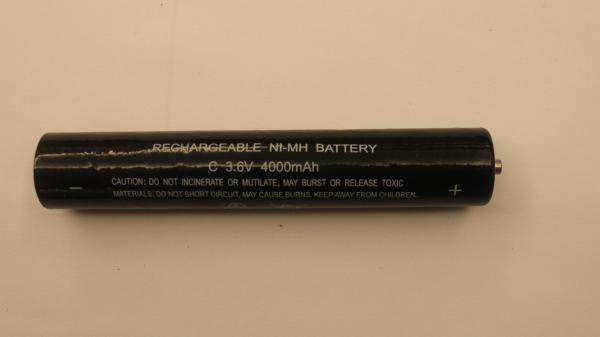 RECHARGEABLE NI-MH BATTERY
C 3.6V 4000mAh
CAUTION: DO NOT INCINERATE OR MUTILATE, MAY BURST OR RELEASE TOXIC
MATERIALS: DO NOT SHORT CIRCUIT, MAY CAUSE BURNS. KEEP AWAY FROM CHILDREN.
− +